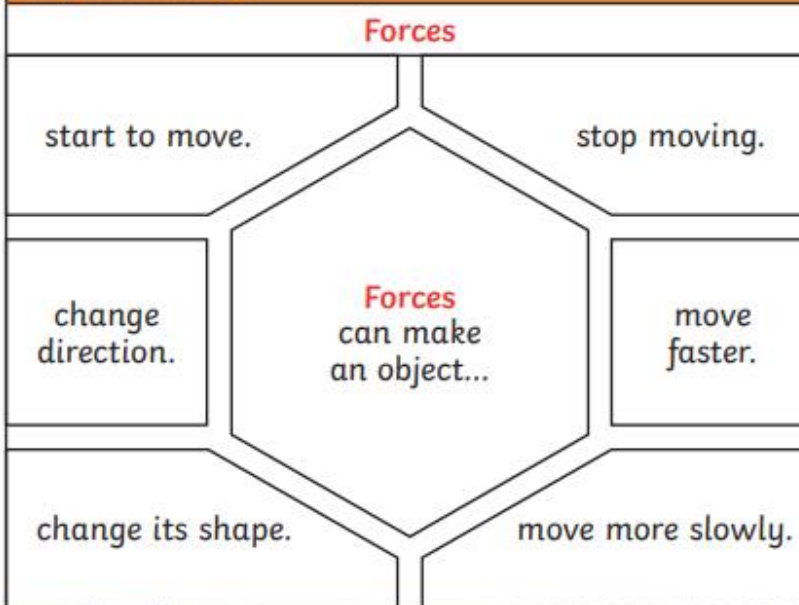 Forces
start to move.
stop moving.
change
direction.
Forces
can make
an object...
move
faster.
change its shape.
move more slowly.